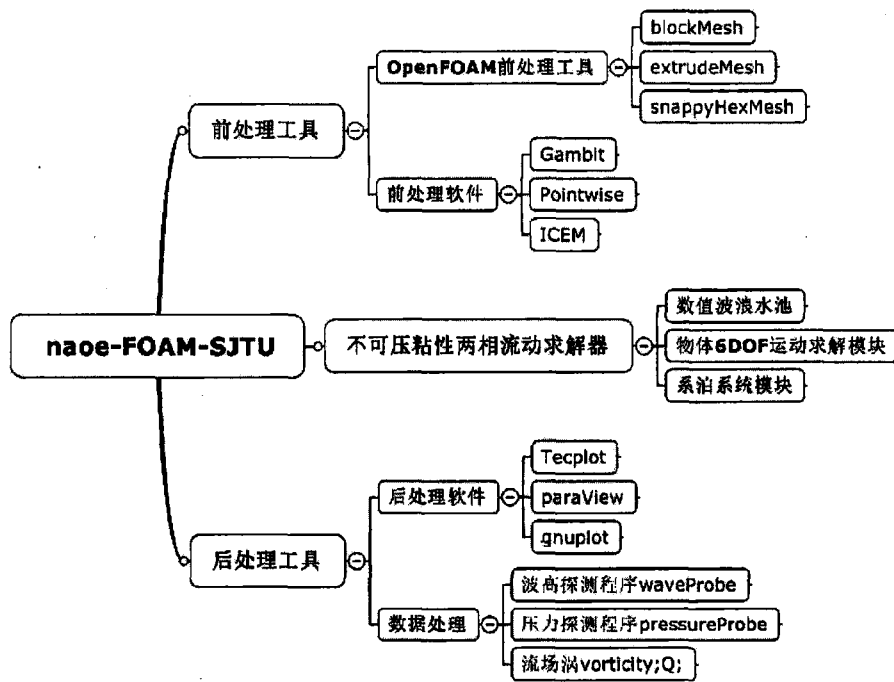 blockMesh
OpenFOAM前处理工具
extrudeMesh
snappyHexMesh
前处理工具
Gambit
前处理软件
Pointwise
ICEM
naoe-FOAM-SJTU
不可压粘性两相流动求解器
数值波浪水池
物体6DOF运动求解模块
系泊系统模块
后处理工具
Tecplot
后处理软件
paraView
gnuplot
波高探测程序waveProbe
数据处理
压力探测程序pressureProbe
流场涡vorticity;Q;